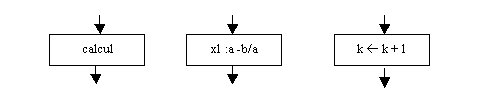 calcul
x1 :a -b/a
k ← k + 1